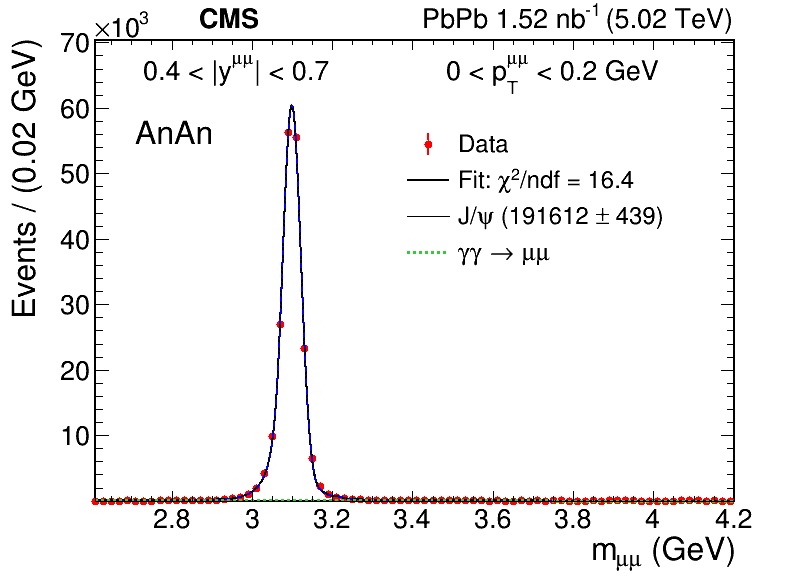 ×10³ CMS PbPb 1.52 nb⁻¹ (5.02 TeV)
0.4 < |y^μμ| < 0.7 0 < p_T^μμ < 0.2 GeV
AnAn
Data
Fit: χ²/ndf = 16.4
J/ψ (191612 ± 439)
γγ → μμ
Events / (0.02 GeV)
70
60
50
40
30
20
10
2.8 3 3.2 3.4 3.6 3.8 4 4.2
m_μμ (GeV)